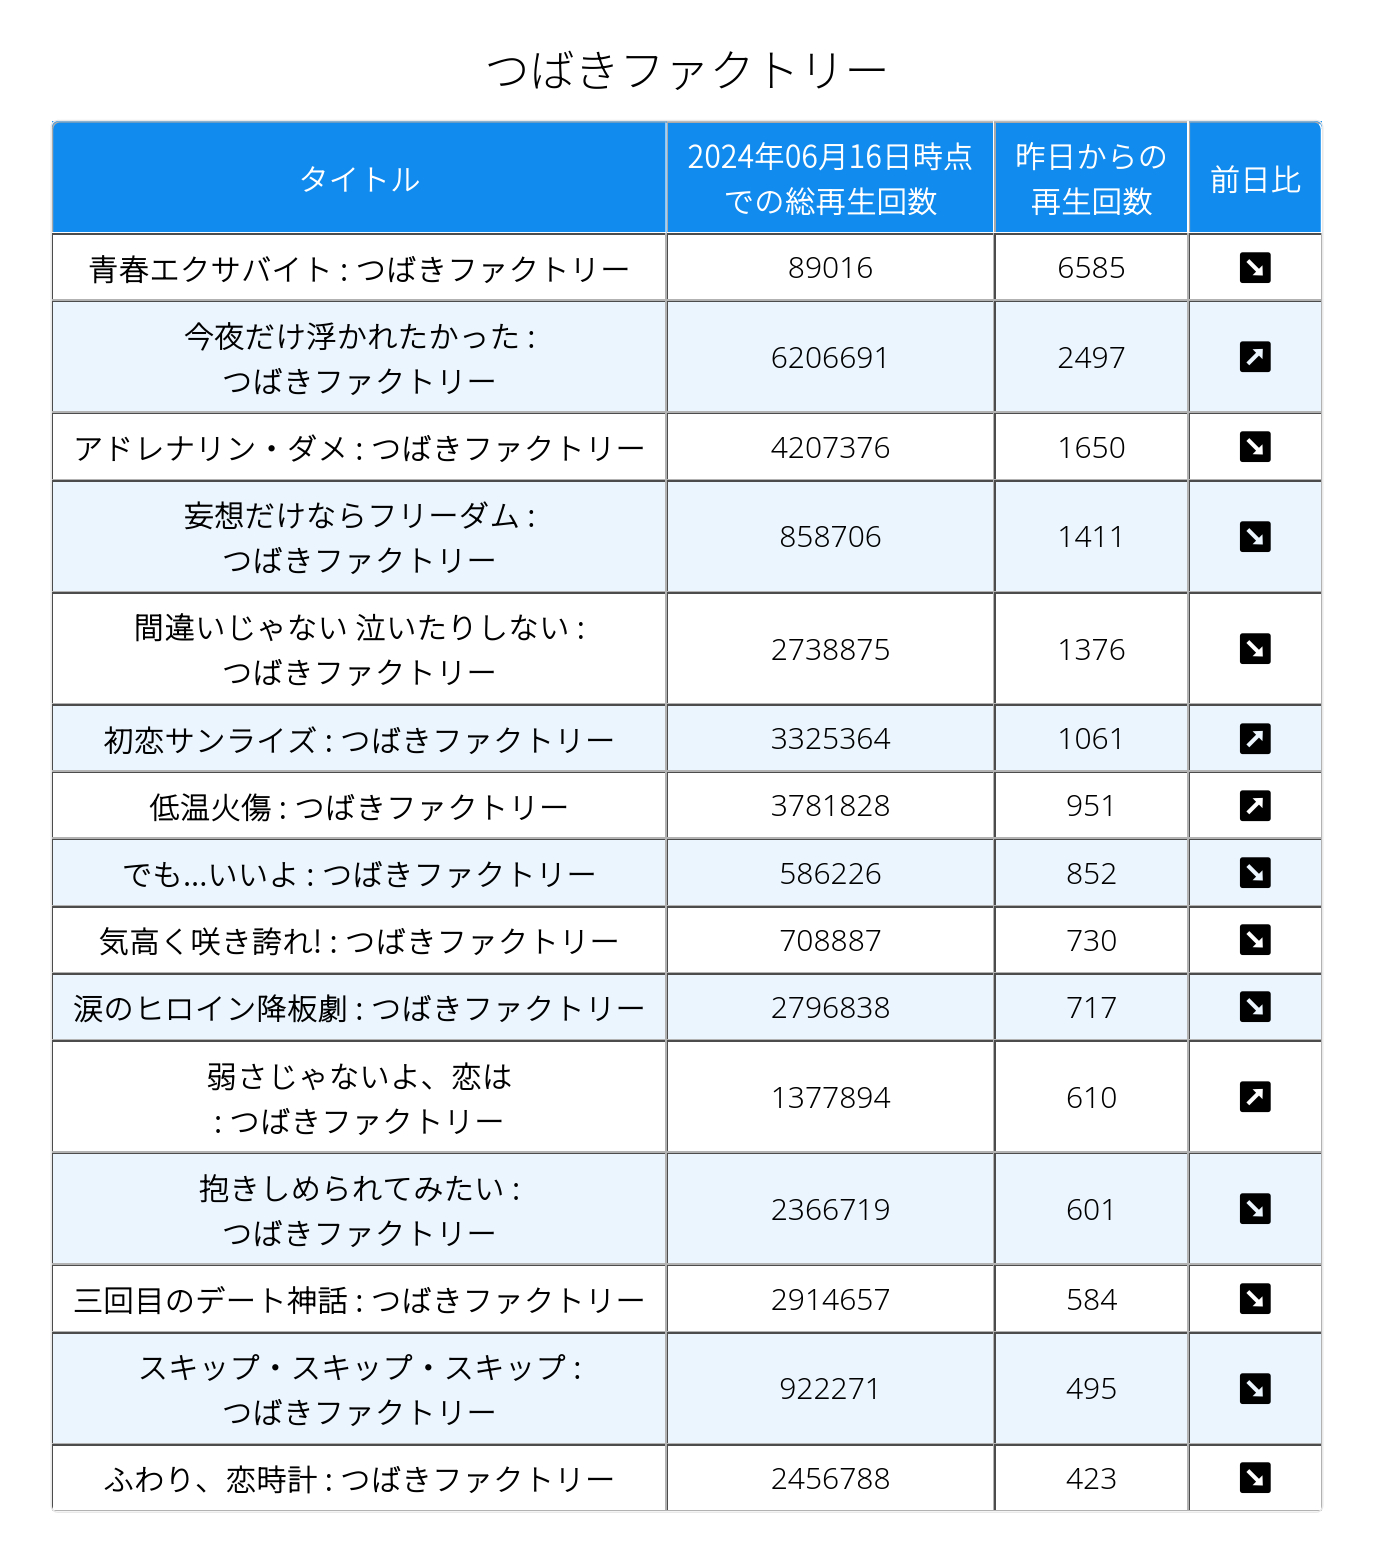 つばきファクトリー
タイトル
2024年06月16日時点
での総再生回数
昨日からの
再生回数
前日比
青春エクサバイト : つばきファクトリー
89016
6585
今夜だけ浮かれたかった :
つばきファクトリー
6206691
2497
アドレナリン・ダメ : つばきファクトリー
4207376
1650
妄想だけならフリーダム :
つばきファクトリー
858706
1411
間違いじゃない 泣いたりしない :
つばきファクトリー
2738875
1376
初恋サンライズ : つばきファクトリー
3325364
1061
低温火傷 : つばきファクトリー
3781828
951
でも...いいよ : つばきファクトリー
586226
852
気高く咲き誇れ! : つばきファクトリー
708887
730
涙のヒロイン降板劇 : つばきファクトリー
2796838
717
弱さじゃないよ、恋は
: つばきファクトリー
1377894
610
抱きしめられてみたい :
つばきファクトリー
2366719
601
三回目のデート神話 : つばきファクトリー
2914657
584
スキップ・スキップ・スキップ :
つばきファクトリー
922271
495
ふわり、恋時計 : つばきファクトリー
2456788
423